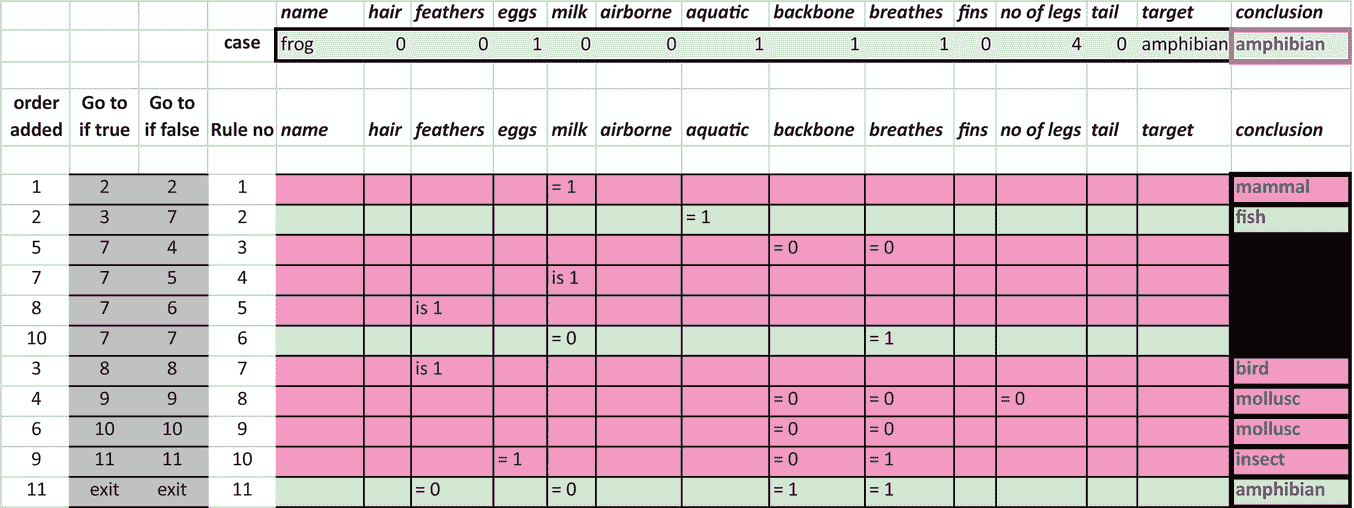 name hair feathers eggs milk airborne aquatic backbone breathes fins no of legs tail target conclusion
case frog 0 0 1 0 0 1 1 1 0 4 0 amphibian amphibian
order added Go to if true Go to if false Rule no name hair feathers eggs milk airborne aquatic backbone breathes fins no of legs tail target conclusion
1 2 2 1 = 1 mammal
2 3 7 2 = 1 fish
5 7 4 3 = 0 = 0
7 7 5 4 is 1
8 7 6 5 is 1
10 7 7 6 = 0 = 1
3 8 8 7 is 1 bird
4 9 9 8 = 0 = 0 = 0 mollusc
6 10 10 9 = 0 = 0 mollusc
9 11 11 10 = 1 = 0 = 1 insect
11 exit exit 11 = 0 = 0 = 1 = 1 amphibian